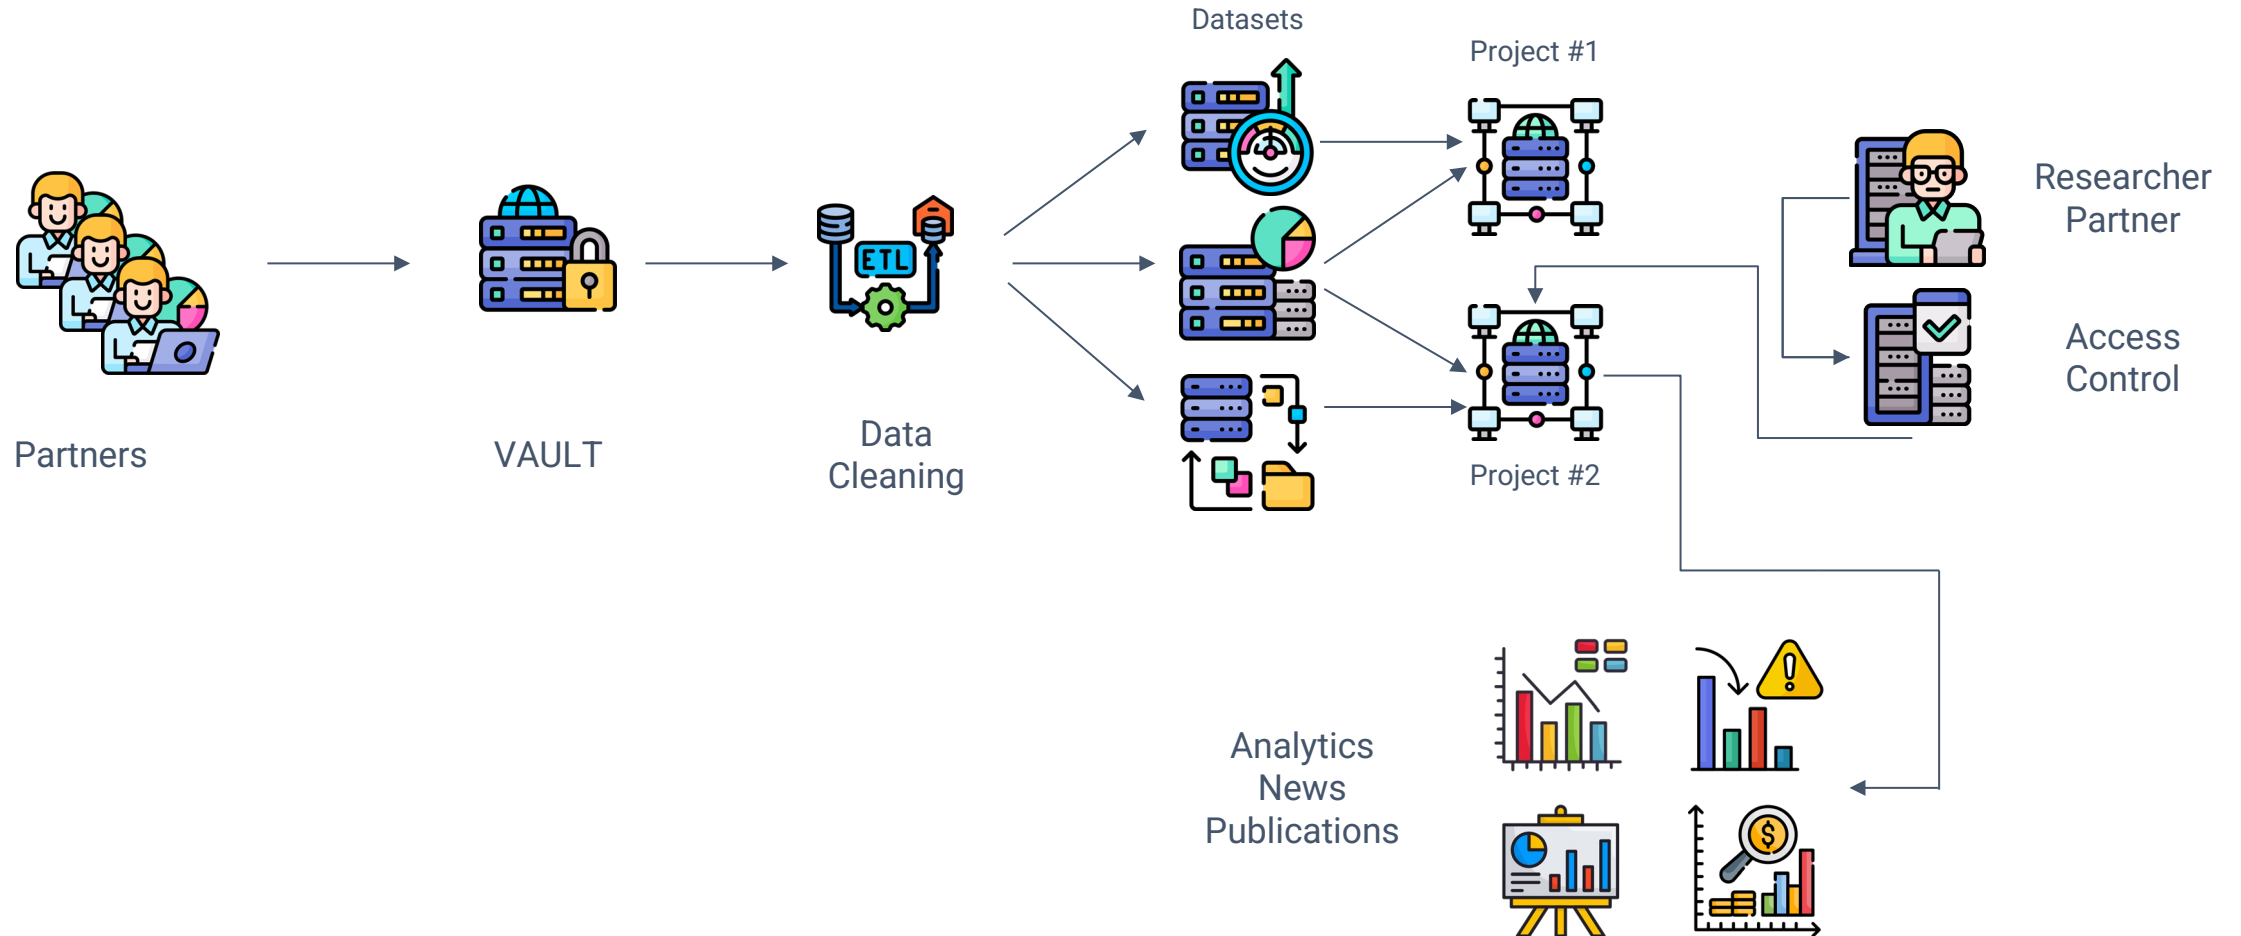 Datasets
Project #1
Researcher
Partner
ETL
Access
Control
Partners
VAULT
Data
Cleaning
Project #2
Analytics
News
Publications
$